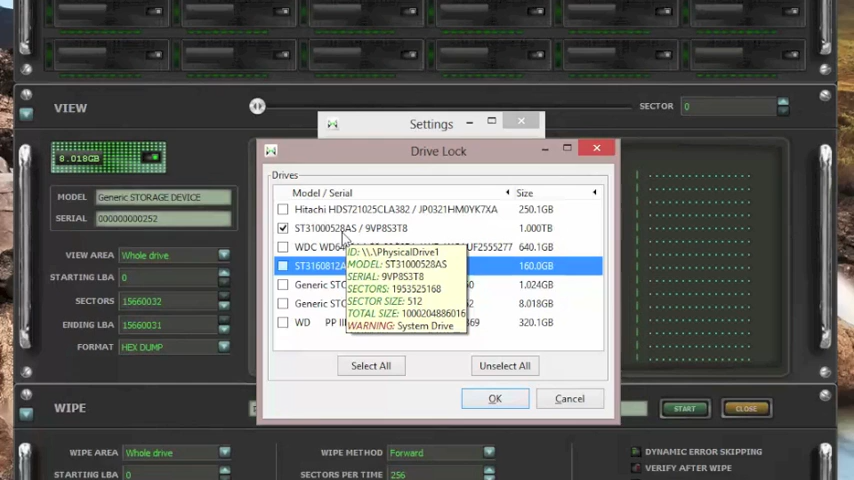 VIEW
SECTOR
0
Settings
Drive Lock
8.018GB
Drives
Model / Serial
Size
MODEL
Generic STORAGE DEVICE
SERIAL
000000000252
Hitachi HDS721025CLA382 / JP0321HM0YK7XA
250.1GB
ST31000528AS / 9VP8S3T8
1.000TB
640.1GB
ST3160812A
160.0GB
Generic
1.024GB
Generic
8.018GB
WD
320.1GB
ID: \\.\PhysicalDrive1
MODEL: ST31000528AS
SERIAL: 9VP8S3T8
SECTORS: 1953525168
SECTOR SIZE: 512
TOTAL SIZE: 1000204886016
WARNING: System Drive
VIEW AREA
Whole drive
STARTING LBA
0
SECTORS
15660032
ENDING LBA
15660031
FORMAT
HEX DUMP
Select All
Unselect All
OK
Cancel
WIPE
START
CLOSE
WIPE AREA
Whole drive
WIPE METHOD
Forward
DYNAMIC ERROR SKIPPING
STARTING LBA
0
SECTORS PER TIME
256
VERIFY AFTER WIPE